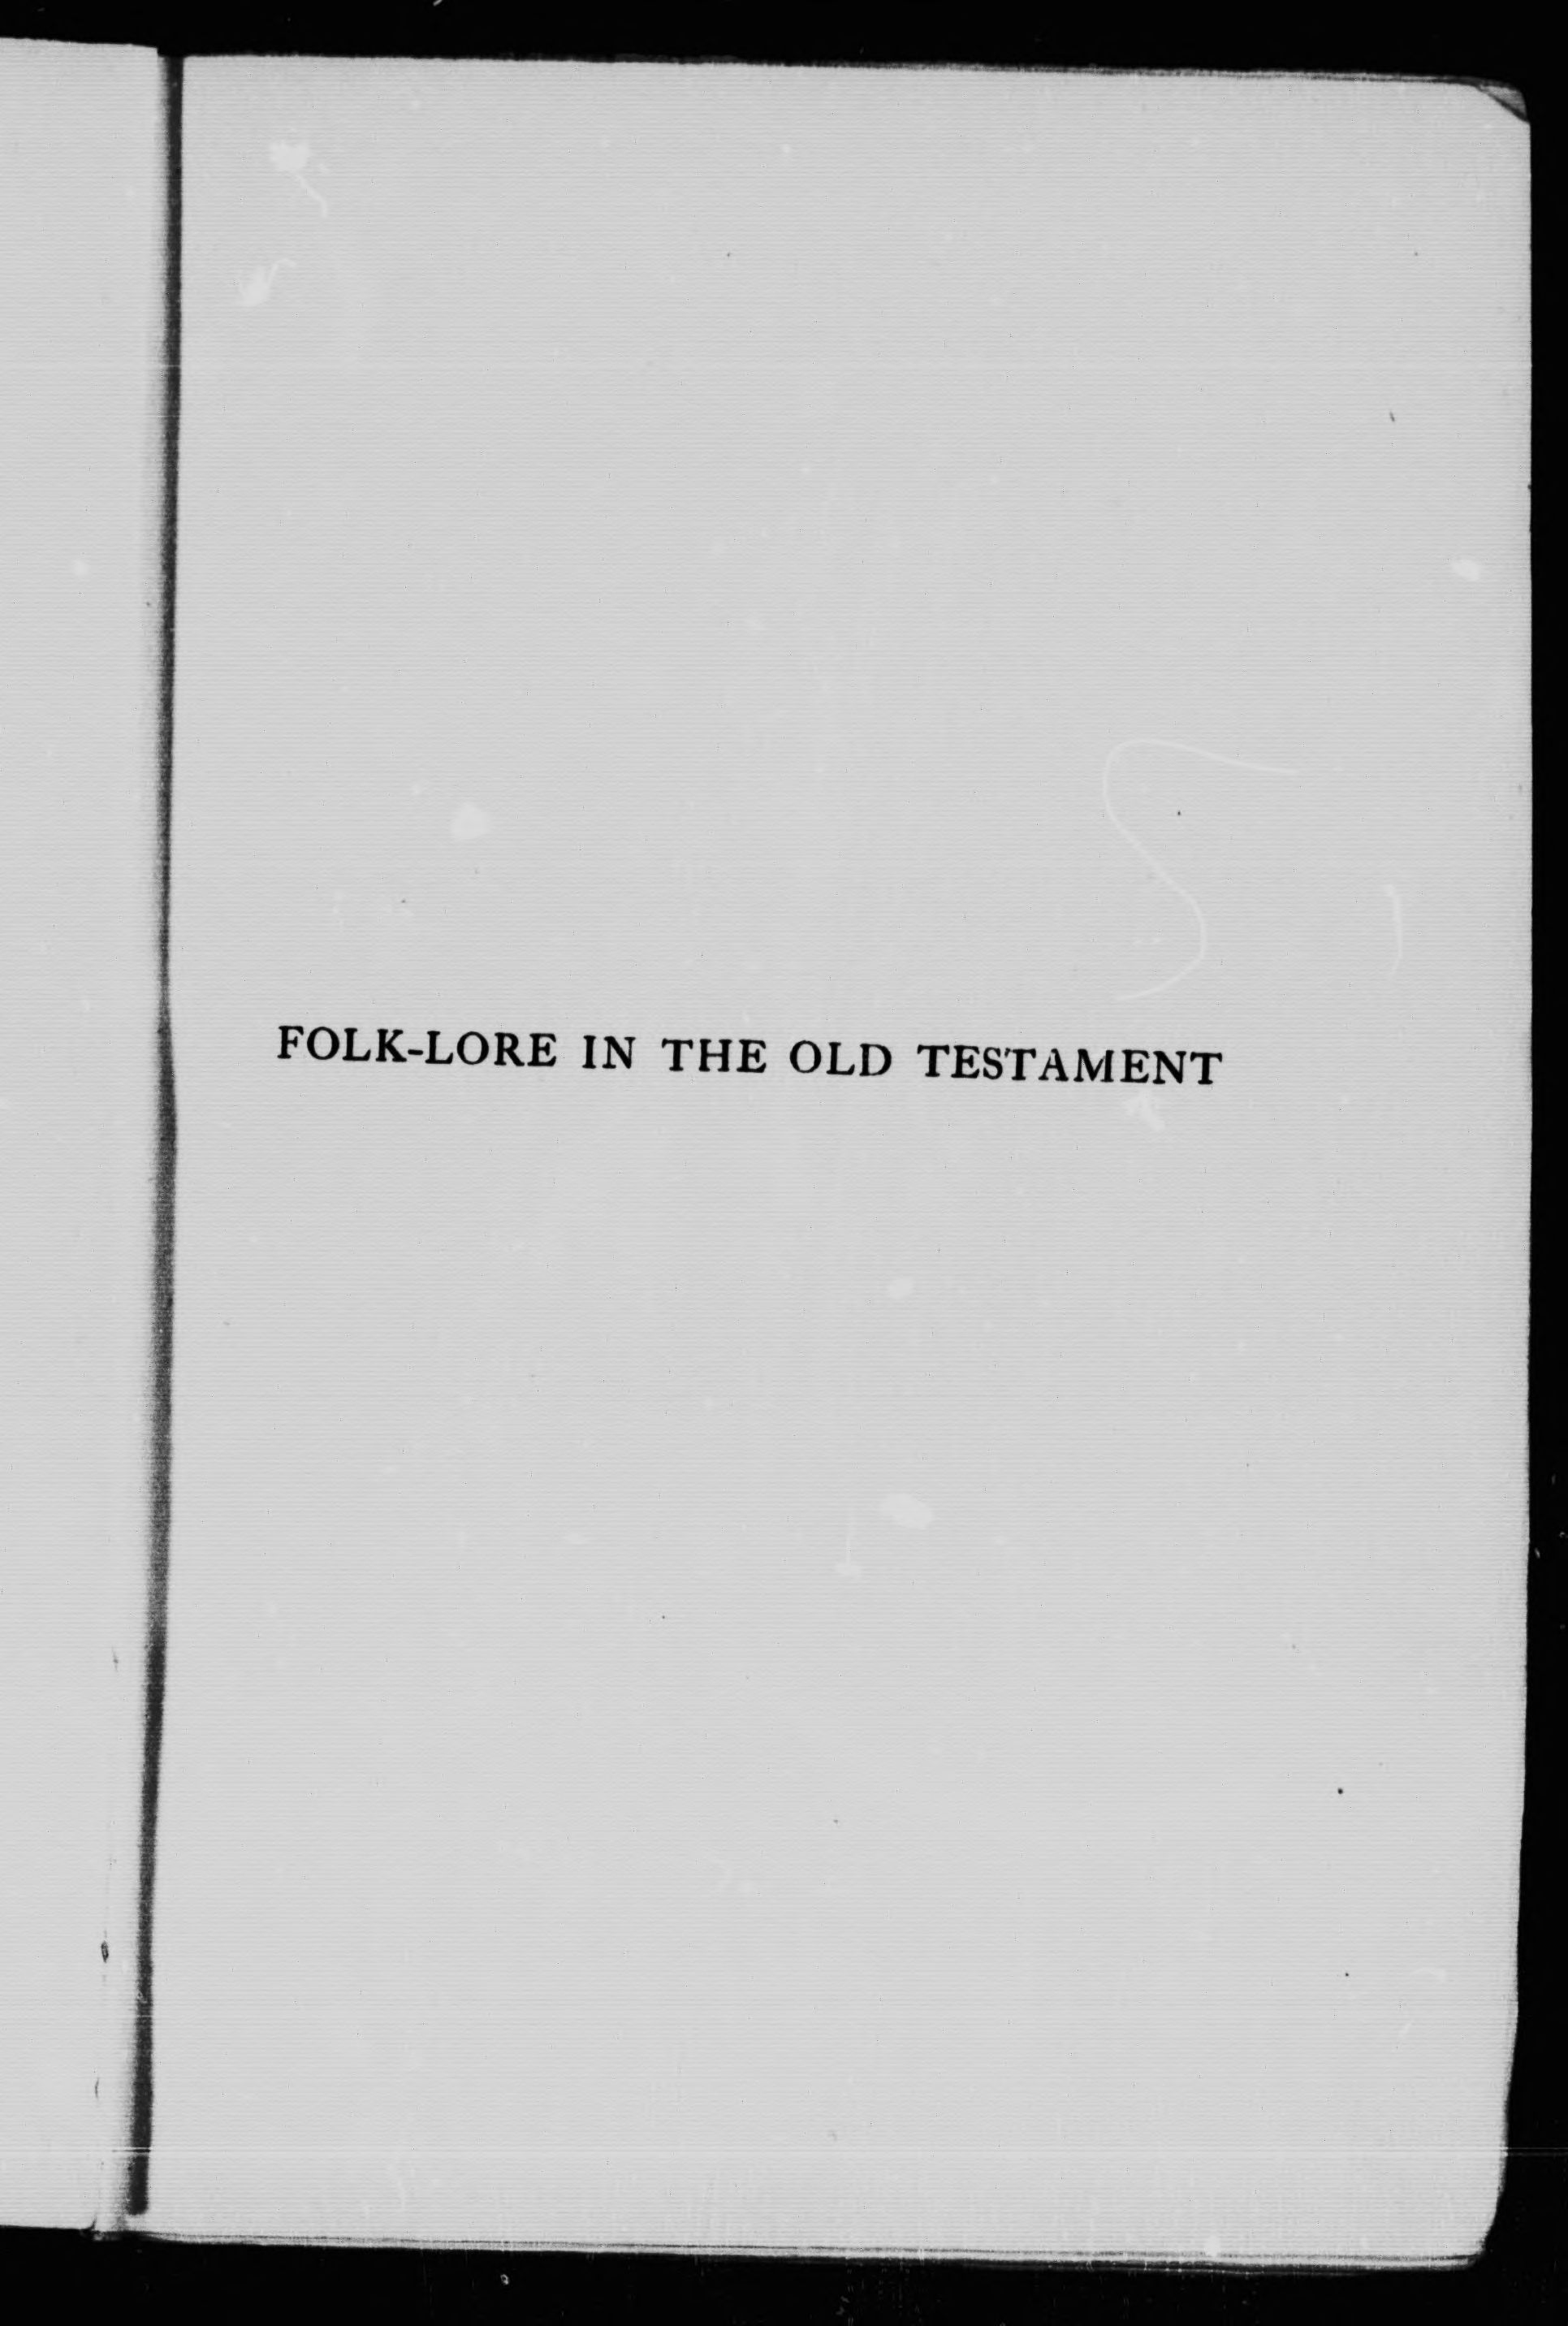 FOLK-LORE IN THE OLD TESTAMENT